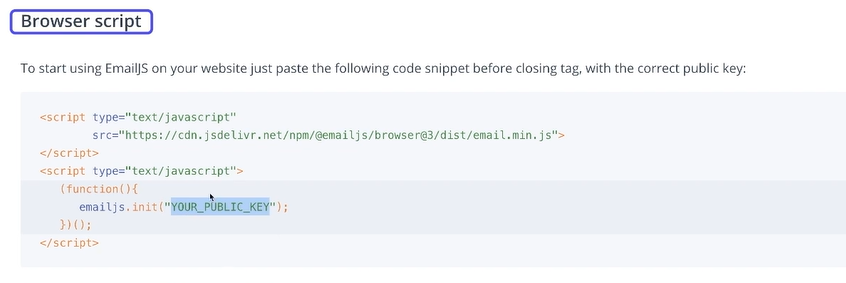 Browser script
To start using EmailJS on your website just paste the following code snippet before closing tag, with the correct public key:
<script type="text/javascript"
src="https://cdn.jsdelivr.net/npm/@emailjs/browser@3/dist/email.min.js">
</script>
<script type="text/javascript">
(function(){
emailjs.init("YOUR_PUBLIC_KEY");
})();
</script>